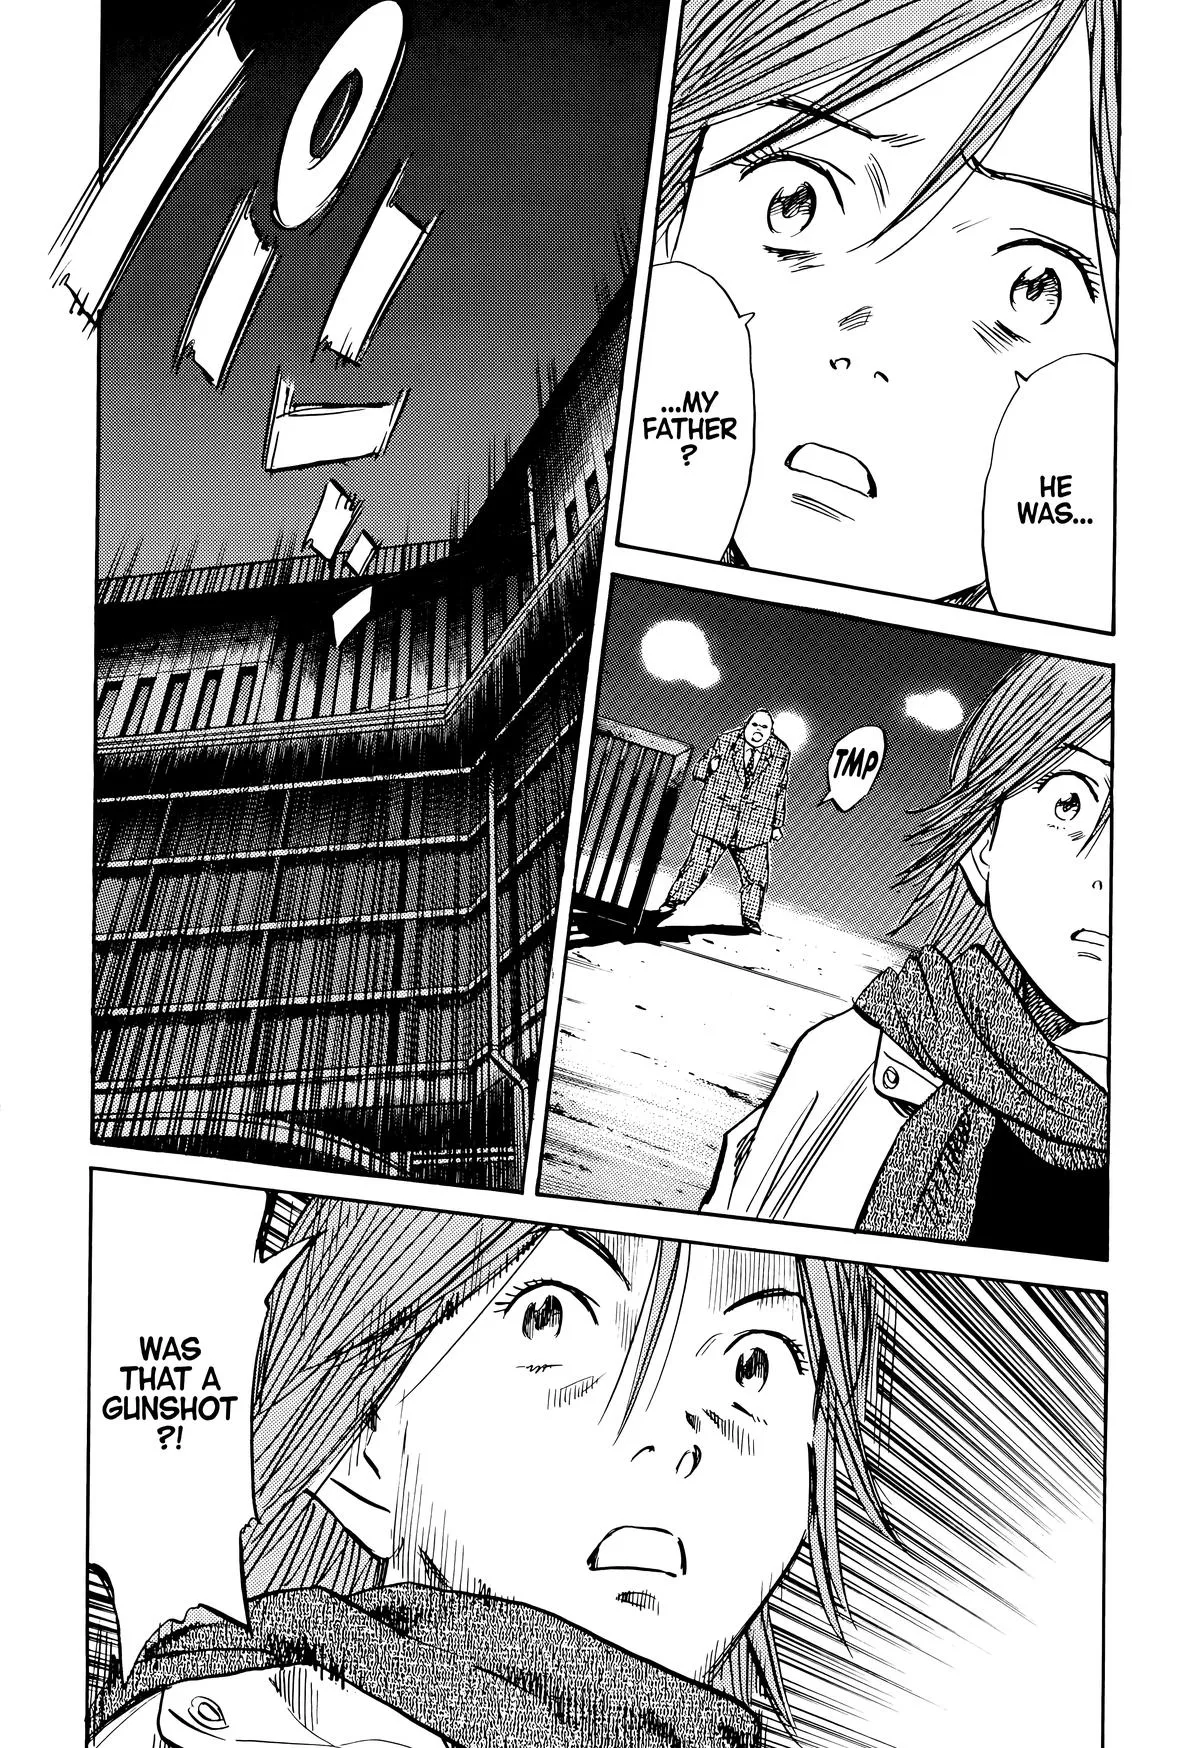 HE
WAS...
...MY
FATHER
?
TMP
WAS
THAT A
GUNSHOT
?!